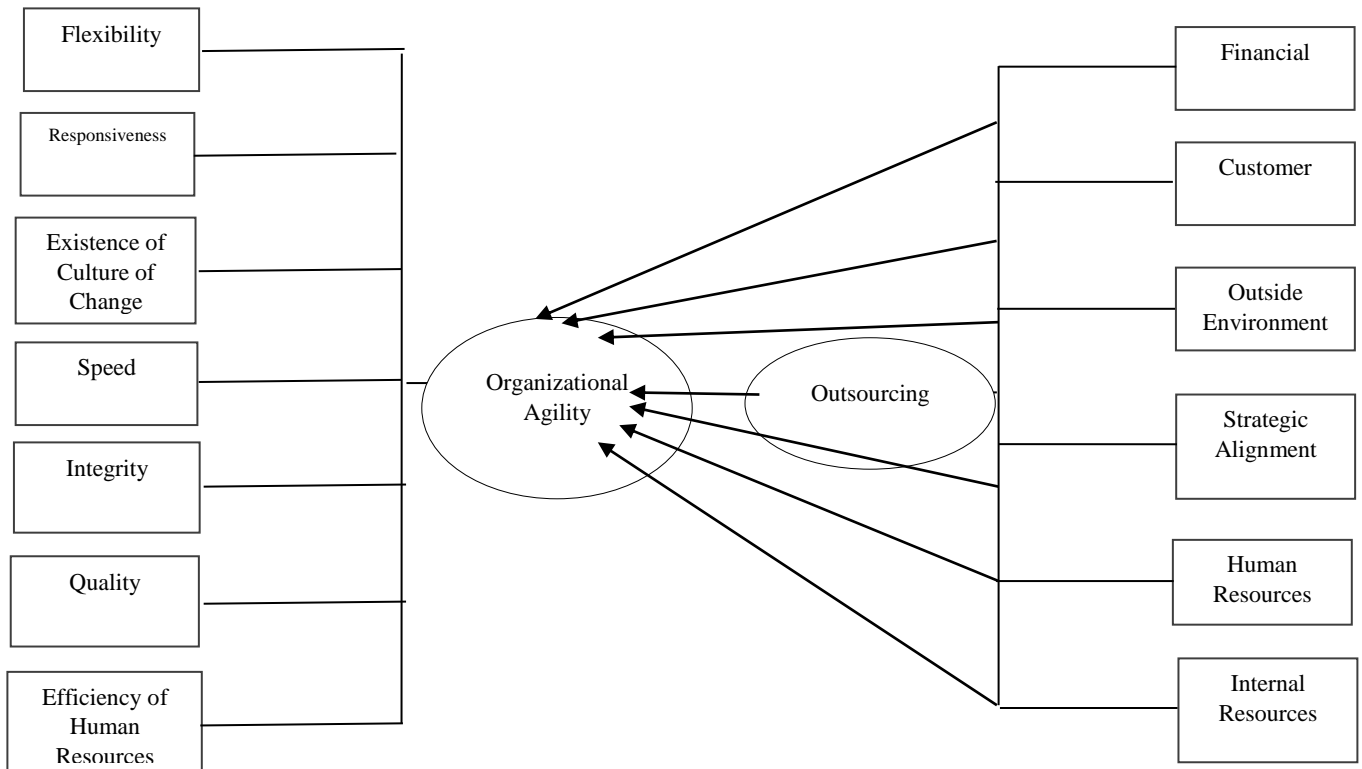 Flexibility
Responsiveness
Existence of
Culture of
Change
Speed
Integrity
Quality
Efficiency of
Human
Resources
Organizational
Agility
Outsourcing
Financial
Customer
Outside
Environment
Strategic
Alignment
Human
Resources
Internal
Resources